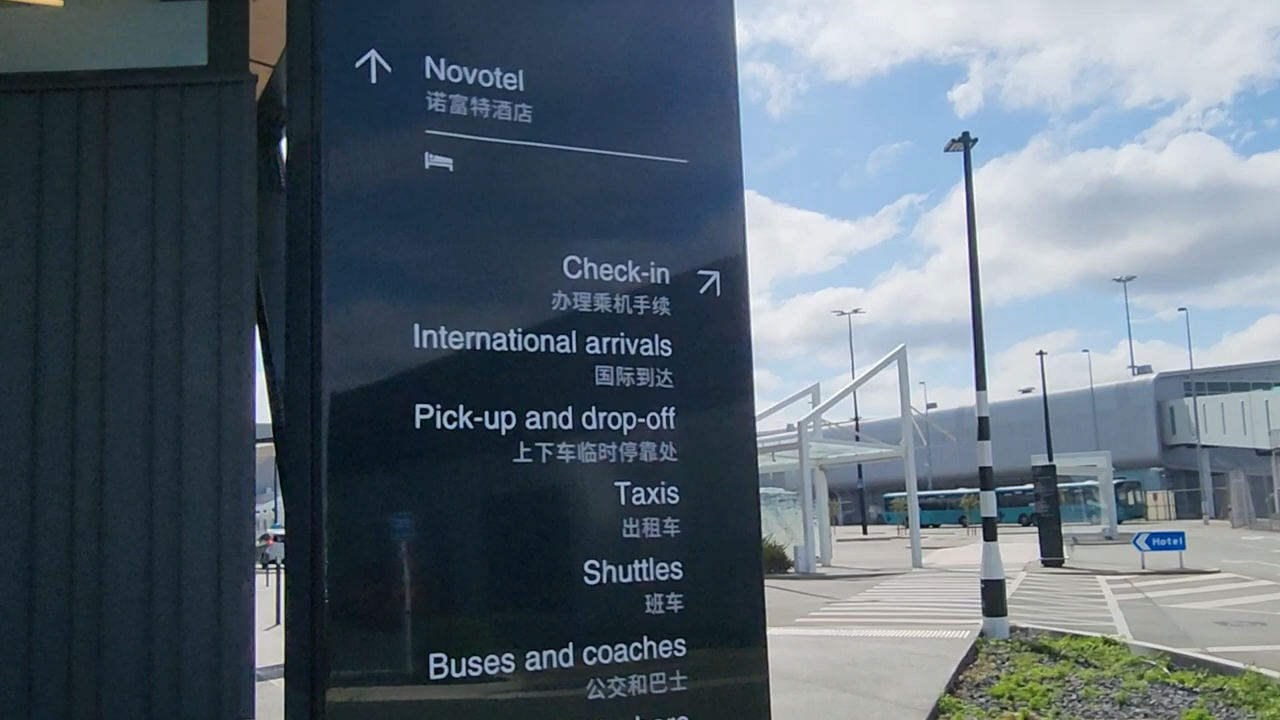 Novotel
诺富特酒店
Check-in
办理乘机手续
International arrivals
国际到达
Pick-up and drop-off
上下车临时停靠处
Taxis
出租车
Shuttles
班车
Buses and coaches
公交和巴士
Hotel